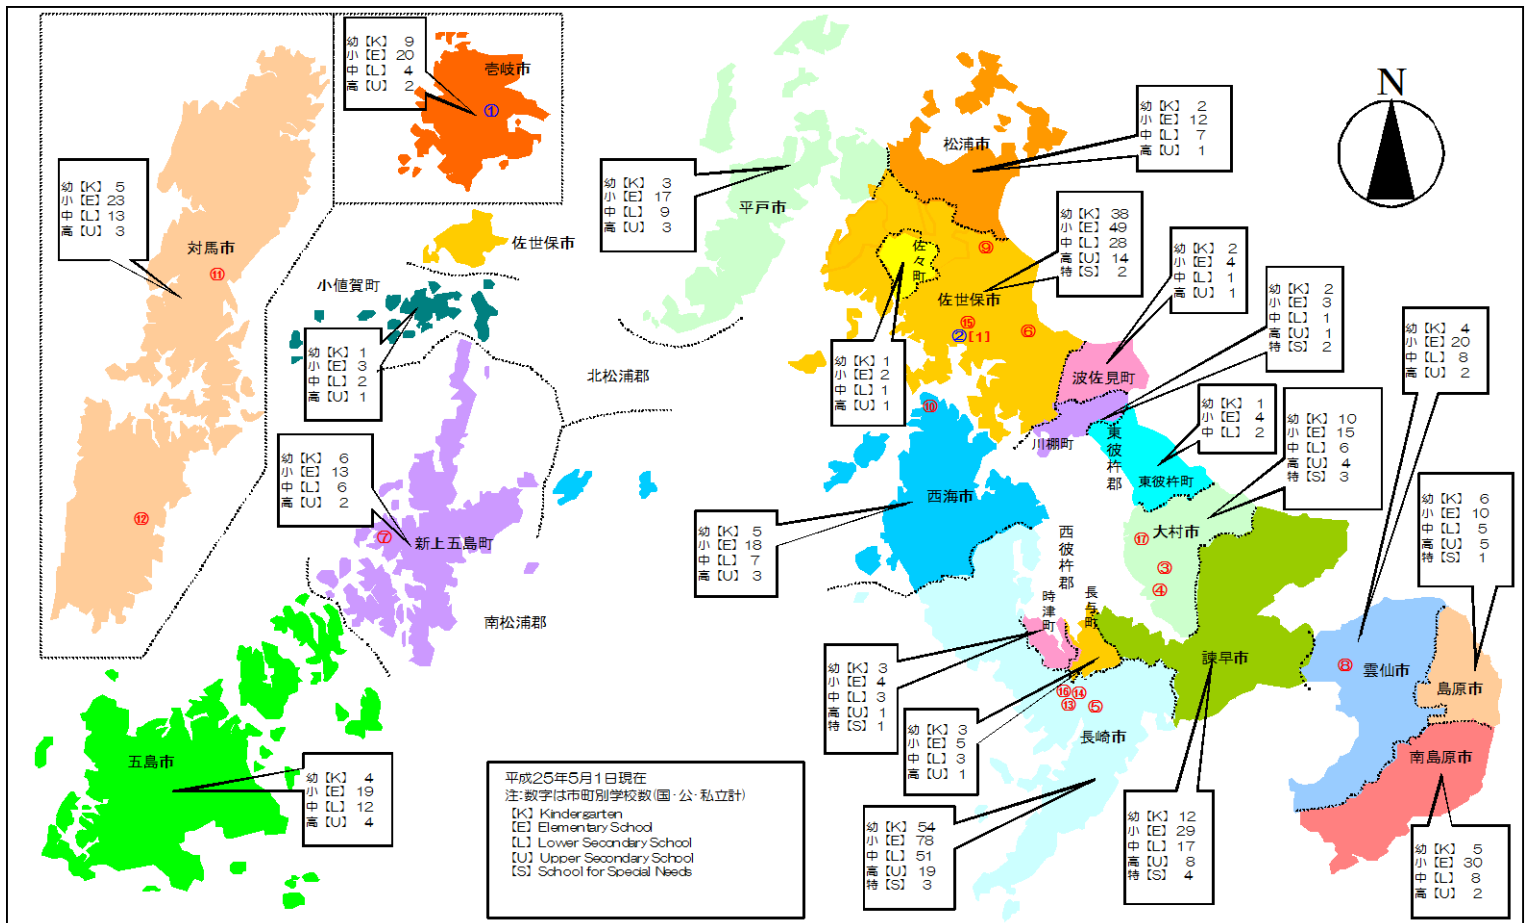 幼【K】 9
小【E】 20
中【L】 4
高【U】 2
壱岐市
①
幼【K】 5
小【E】 23
中【L】 13
高【U】 3
対馬市
⑪
⑫
佐世保市
小値賀町
幼【K】 1
小【E】 3
中【L】 2
高【U】 1
北松浦郡
幼【K】 6
小【E】 13
中【L】 6
高【U】 2
⑦
新上五島町
南松浦郡
五島市
幼【K】 4
小【E】 19
中【L】 12
高【U】 4
幼【K】 3
小【E】 17
中【L】 9
高【U】 3
平戸市
松浦市
幼【K】 2
小【E】 12
中【L】 7
高【U】 1
N
幼【K】 38
小【E】 49
中【L】 28
高【U】 14
特【S】 2
⑨
佐々町
佐世保市
⑮
②[1]
⑥
幼【K】 1
小【E】 2
中【L】 1
高【U】 1
幼【K】 2
小【E】 4
中【L】 1
高【U】 1
波佐見町
幼【K】 2
小【E】 3
中【L】 1
高【U】 1
特【S】 2
川棚町
東彼杵郡
幼【K】 1
小【E】 4
中【L】 2
東彼杵町
幼【K】 10
小【E】 15
中【L】 6
高【U】 4
特【S】 3
大村市
⑰
③
④
幼【K】 4
小【E】 20
中【L】 8
高【U】 2
⑩
西海市
幼【K】 5
小【E】 18
中【L】 7
高【U】 3
西彼杵郡
時津町
長与町
幼【K】 3
小【E】 4
中【L】 3
高【U】 1
特【S】 1
幼【K】 3
小【E】 5
中【L】 3
高【U】 1
⑯⑭
⑬ ⑤
長崎市
幼【K】 54
小【E】 78
中【L】 51
高【U】 19
特【S】 3
諫早市
幼【K】 12
小【E】 29
中【L】 17
高【U】 8
特【S】 4
⑧
雲仙市
幼【K】 6
小【E】 10
中【L】 5
高【U】 5
特【S】 1
島原市
南島原市
幼【K】 5
小【E】 30
中【L】 8
高【U】 2
平成25年5月1日現在
注:数字は市町別学校数(国・公・私立計)
【K】 Kindergarten
【E】 Elementary School
【L】 Lower Secondary School
【U】 Upper Secondary School
【S】 School for Special Needs